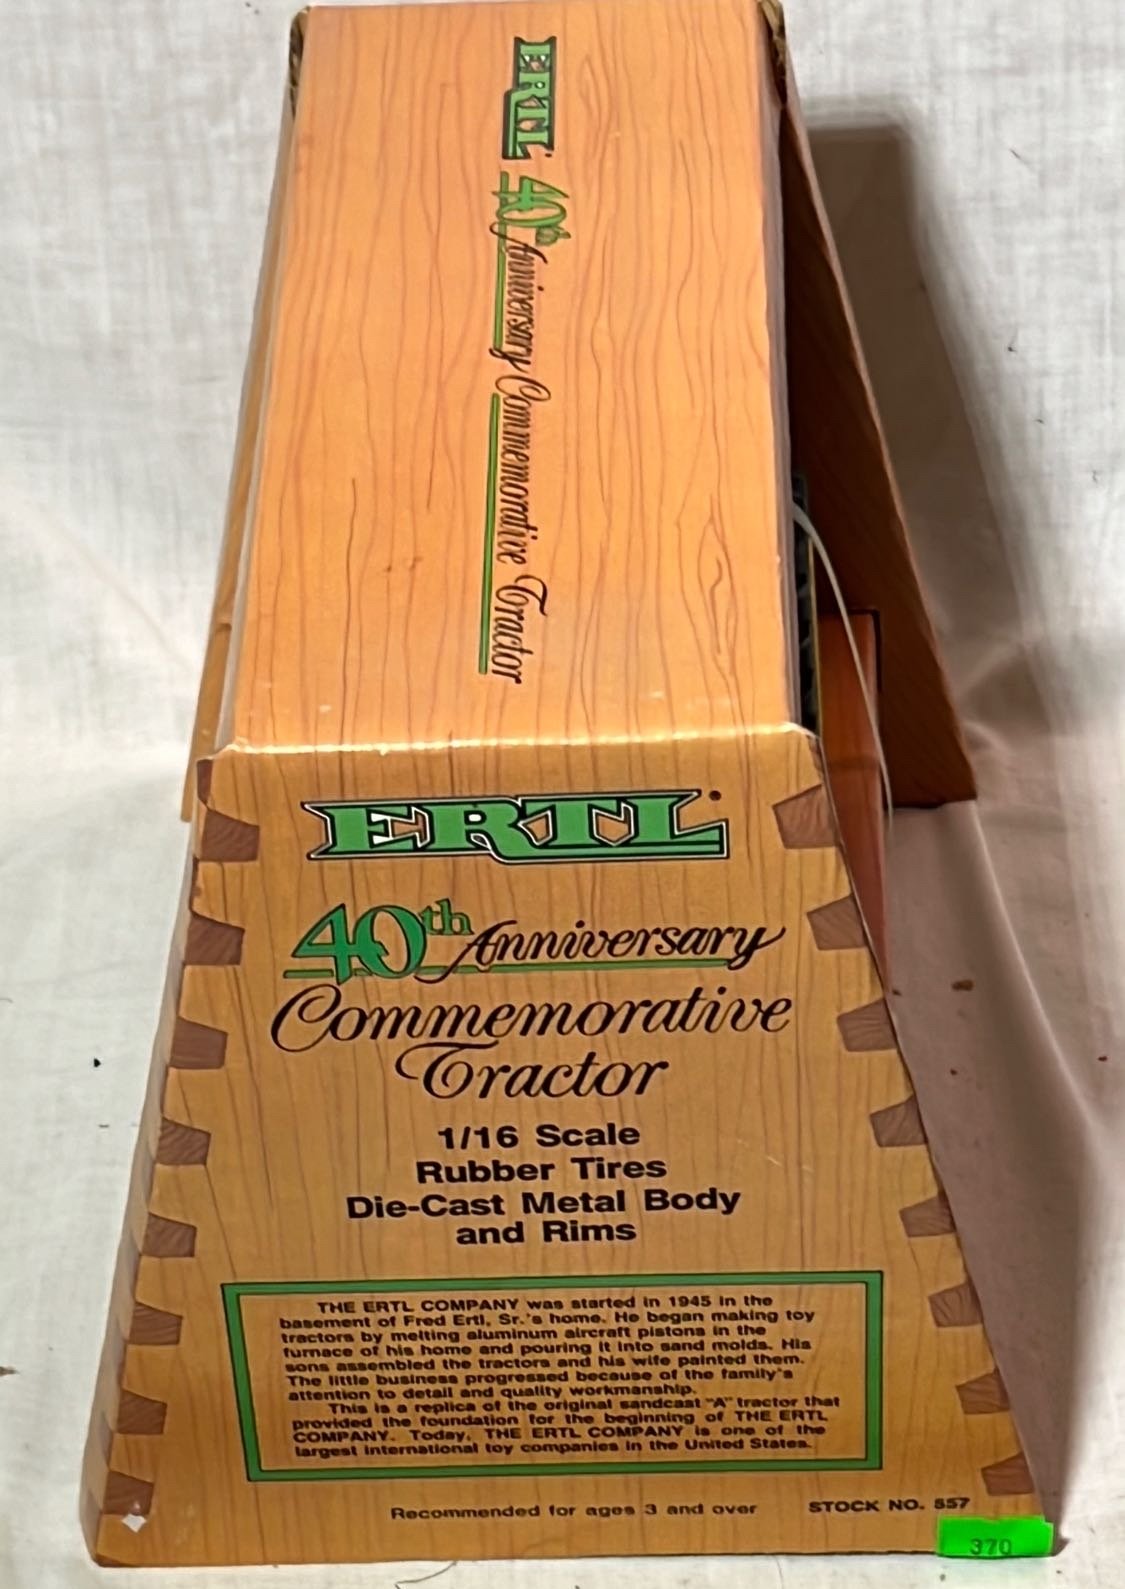 ERTL
40th Anniversary Commemorative Tractor
ERTL
40th Anniversary
Commemorative
Tractor
1/16 Scale
Rubber Tires
Die-Cast Metal Body
and Rims
THE ERTL COMPANY was started in 1945 in the
basement of Fred Ertl, Sr.'s home. He began making toy
tractors by melting aluminum aircraft pistons in the
furnace of his home and pouring it into sand molds. His
sons assembled the tractors and his wife painted them.
The little business progressed because of the family's
attention to detail and quality workmanship.
This is a replica of the original sandcast "A" tractor that
provided the foundation for the beginning of THE ERTL
COMPANY. Today, THE ERTL COMPANY is one of the
largest international toy companies in the United States.
Recommended for ages 3 and over STOCK NO. 557
370